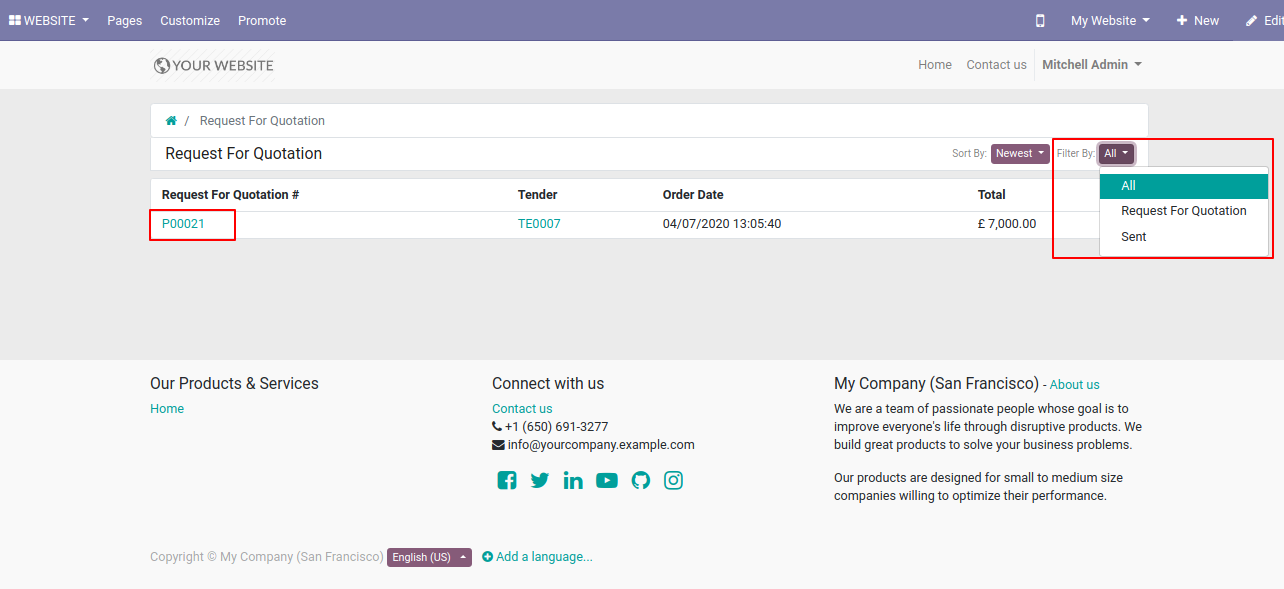 WEBSITE Pages Customize Promote My Website New Edit
YOUR WEBSITE Home Contact us Mitchell Admin
/ Request For Quotation
Request For Quotation Sort By: Newest Filter By: All
All
Request For Quotation
Sent
Request For Quotation # Tender Order Date Total
P00021 TE0007 04/07/2020 13:05:40 £ 7,000.00
Our Products & Services
Home
Connect with us
Contact us
+1 (650) 691-3277
info@yourcompany.example.com
My Company (San Francisco) - About us
We are a team of passionate people whose goal is to
improve everyone's life through disruptive products. We
build great products to solve your business problems.
Our products are designed for small to medium size
companies willing to optimize their performance.
Copyright © My Company (San Francisco) English (US) Add a language...